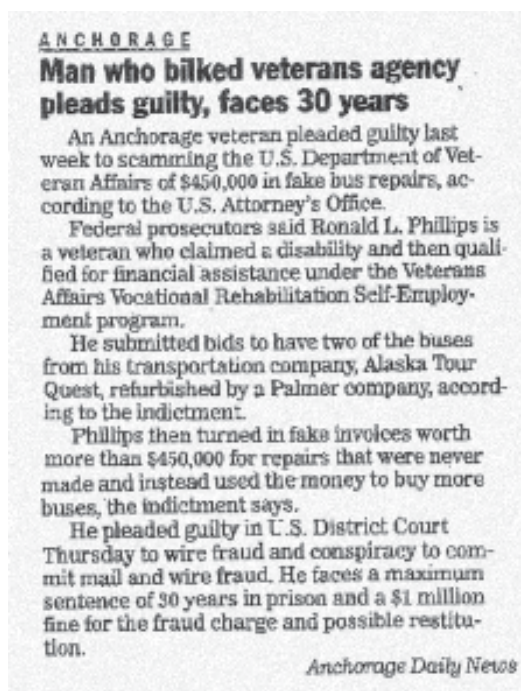 ANCHORAGE
Man who bilked veterans agency
pleads guilty, faces 30 years
An Anchorage veteran pleaded guilty last
week to scamming the U.S. Department of Vet-
eran Affairs of $450,000 in fake bus repairs, ac-
cording to the U.S. Attorney's Office.
Federal prosecutors said Ronald L. Phillips is
a veteran who claimed a disability and then quali-
fied for financial assistance under the Veterans
Affairs Vocational Rehabilitation Self-Employ-
ment program.
He submitted bids to have two of the buses
from his transportation company, Alaska Tour
Quest, refurbished by a Palmer company, accord-
ing to the indictment.
Phillips then turned in fake invoices worth
more than $450,000 for repairs that were never
made and instead used the money to buy more
buses, the indictment says.
He pleaded guilty in U.S. District Court
Thursday to wire fraud and conspiracy to com-
mit mail and wire fraud. He faces a maximum
sentence of 30 years in prison and a $1 million
fine for the fraud charge and possible restitu-
tion.
Anchorage Daily News